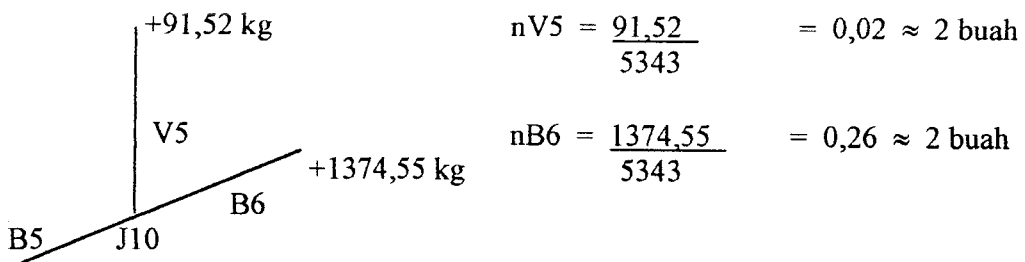 +91,52 kg
nV5 = 91,52 = 0,02 ≈ 2 buah
5343
V5
nB6 = 1374,55 = 0,26 ≈ 2 buah
5343
+1374,55 kg
B6
B5
J10